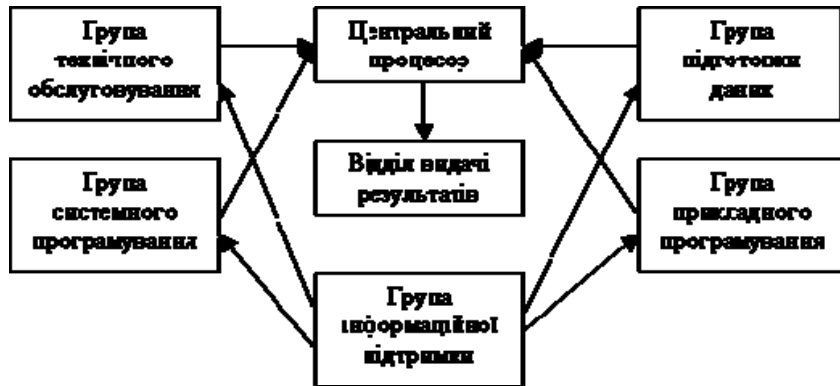 Група
технічного
обслуговування
Центральний
процесор
Група
підготовки
даних
Група
системного
програмування
Відділ видачі
результатів
Група
прикладного
програмування
Група
інформаційної
підтримки